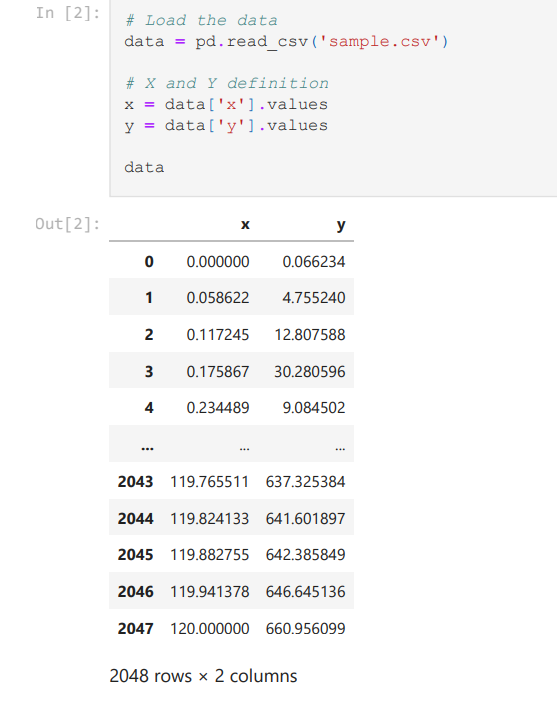 In [2]:
# Load the data
data = pd.read_csv('sample.csv')
# X and Y definition
x = data['x'].values
y = data['y'].values
data
Out[2]:
x y
0 0.000000 0.066234
1 0.058622 4.755240
2 0.117245 12.807588
3 0.175867 30.280596
4 0.234489 9.084502
... ... ...
2043 119.765511 637.325384
2044 119.824133 641.601897
2045 119.882755 642.385849
2046 119.941378 646.645136
2047 120.000000 660.956099
2048 rows × 2 columns